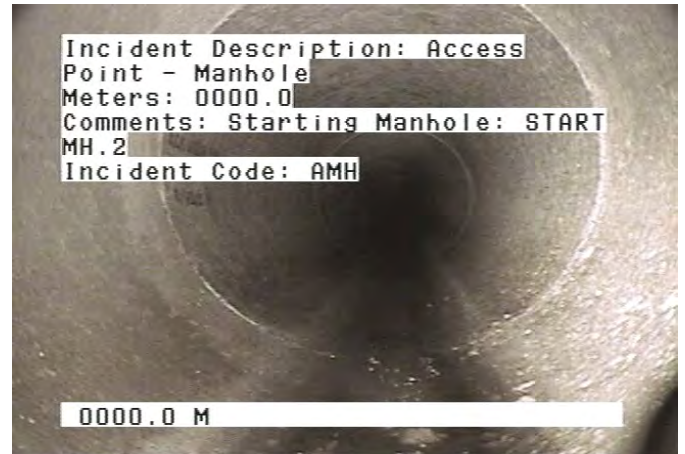 Incident Description: Access
Point - Manhole
Meters: 0000.0
Comments: Starting Manhole: START
MH.2
Incident Code: AMH
0000.0 M